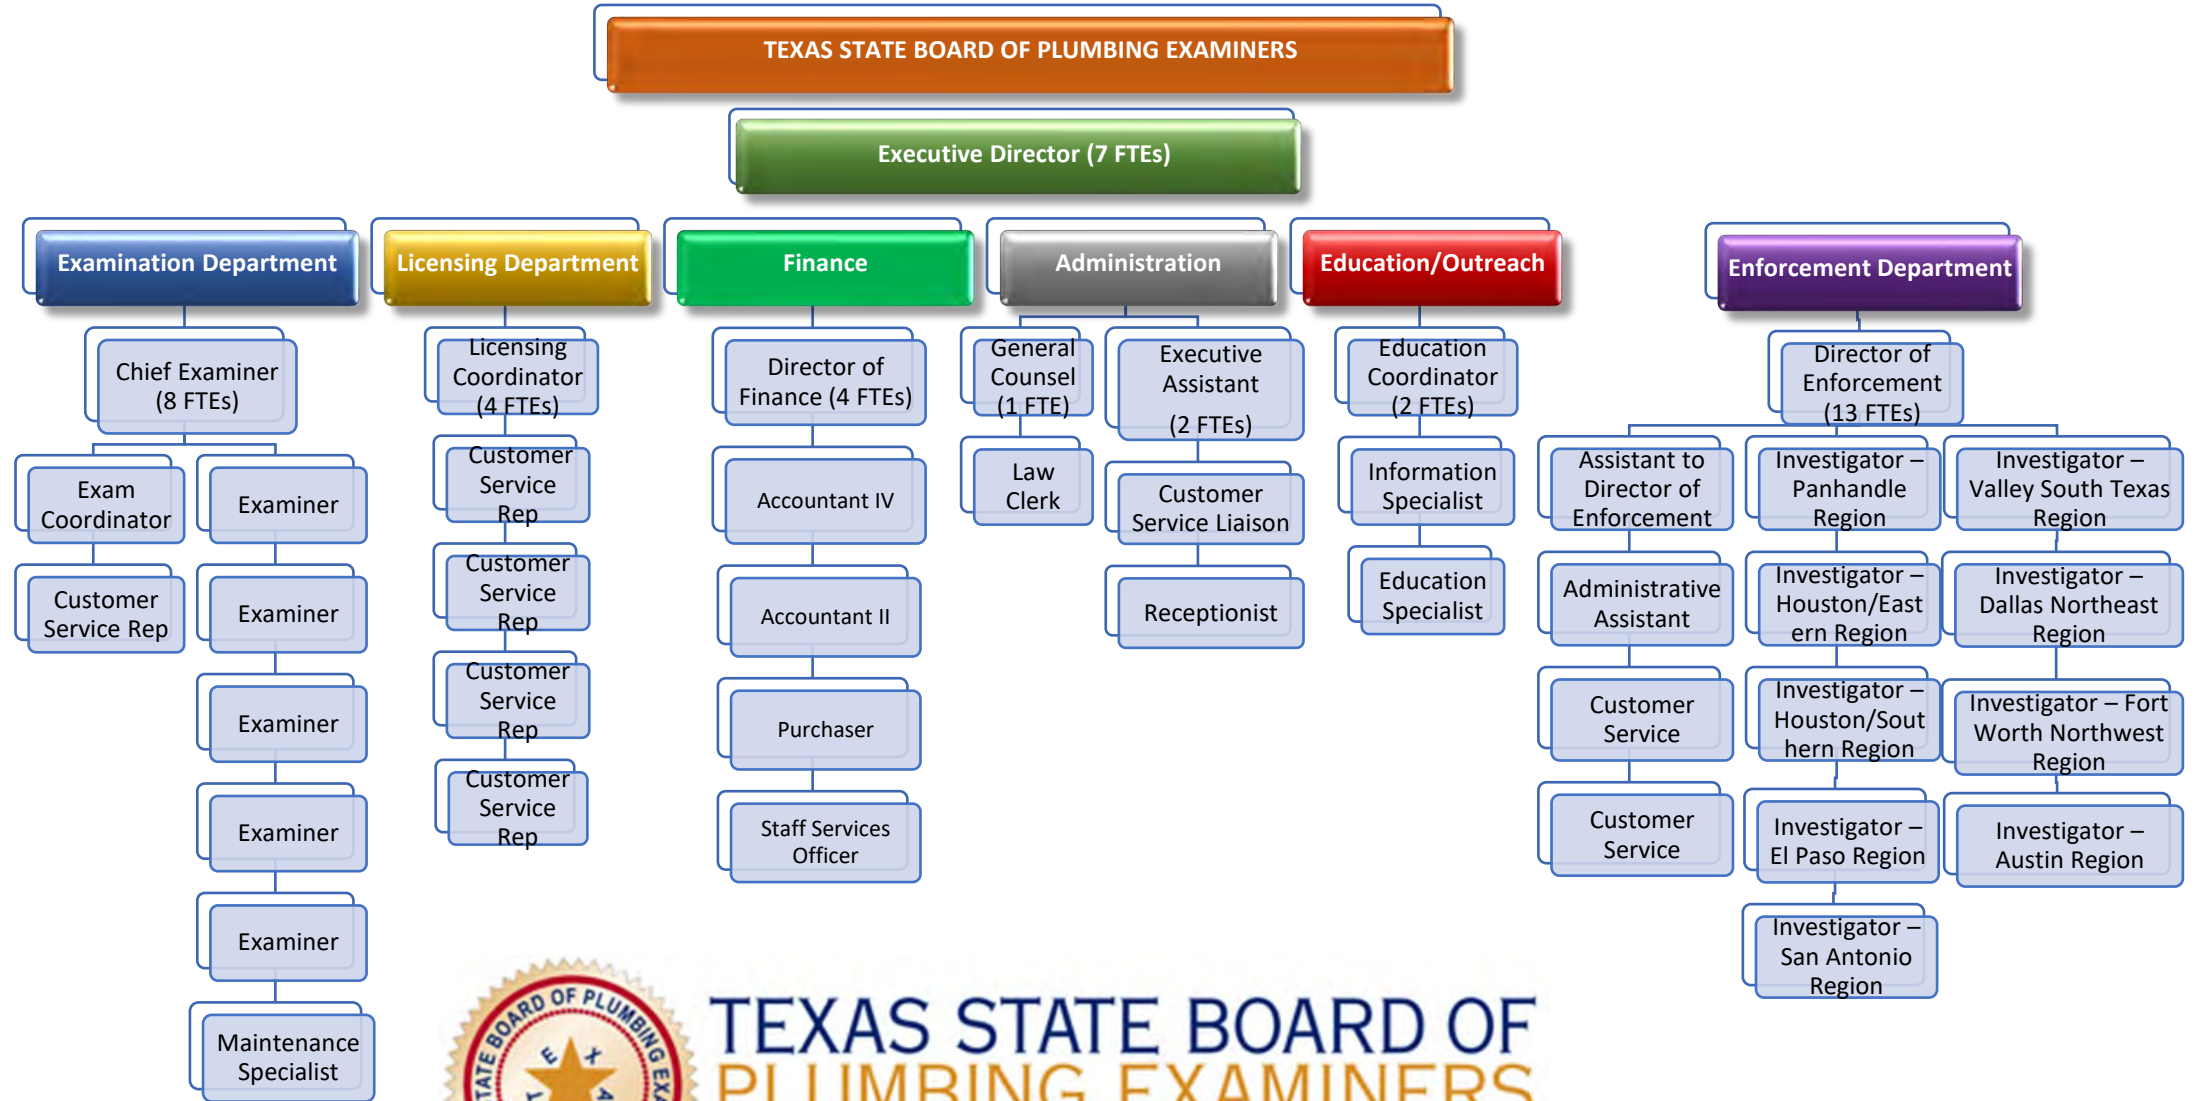 TEXAS STATE BOARD OF PLUMBING EXAMINERS
Executive Director (7 FTEs)
Examination Department
Licensing Department
Finance
Administration
Education/Outreach
Enforcement Department
Chief Examiner
(8 FTEs)
Exam
Coordinator
Customer
Service Rep
Examiner
Examiner
Examiner
Examiner
Examiner
Maintenance
Specialist
Licensing
Coordinator
(4 FTEs)
Customer
Service
Rep
Customer
Service
Rep
Customer
Service
Rep
Customer
Service
Rep
Director of
Finance (4 FTEs)
Accountant IV
Accountant II
Purchaser
Staff Services
Officer
General
Counsel
(1 FTE)
Law
Clerk
Executive
Assistant
(2 FTEs)
Customer
Service Liaison
Receptionist
Education
Coordinator
(2 FTEs)
Information
Specialist
Education
Specialist
Director of
Enforcement
(13 FTEs)
Assistant to
Director of
Enforcement
Administrative
Assistant
Customer
Service
Customer
Service
Investigator –
Panhandle
Region
Investigator –
Houston/East
ern Region
Investigator –
Houston/Sout
hern Region
Investigator –
El Paso Region
Investigator –
San Antonio
Region
Investigator –
Valley South Texas
Region
Investigator –
Dallas Northeast
Region
Investigator – Fort
Worth Northwest
Region
Investigator –
Austin Region
STATE BOARD OF PLUMBING
TEXAS STATE BOARD OF
PLUMBING EXAMINERS